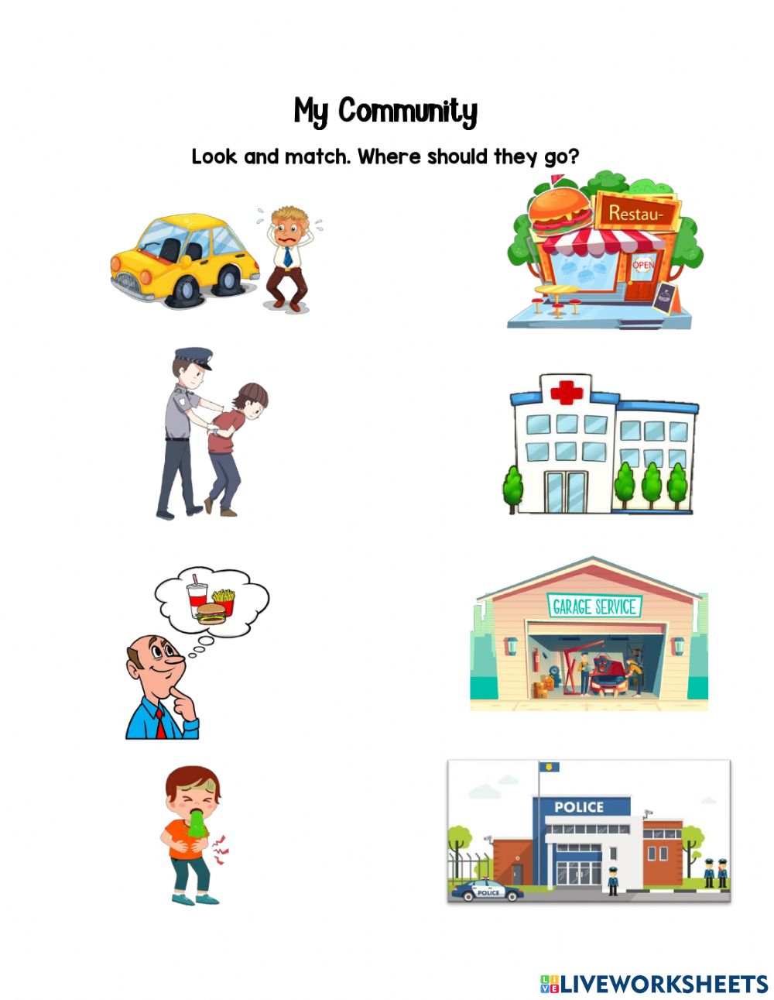 My Community
Look and match. Where should they go?
Restau-
OPEN
GARAGE SERVICE
POLICE
POLICE
LIVEWORKSHEETS